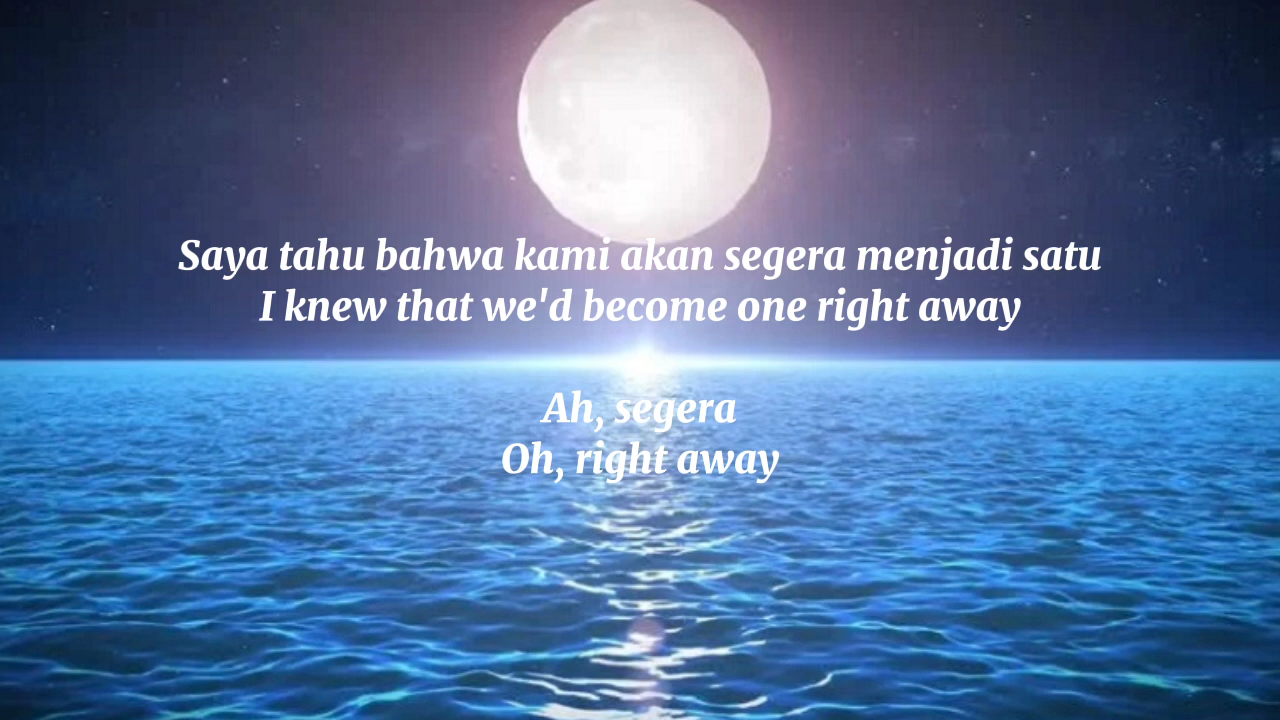 Saya tahu bahwa kami akan segera menjadi satu
I knew that we'd become one right away
Ah, segera
Oh, right away